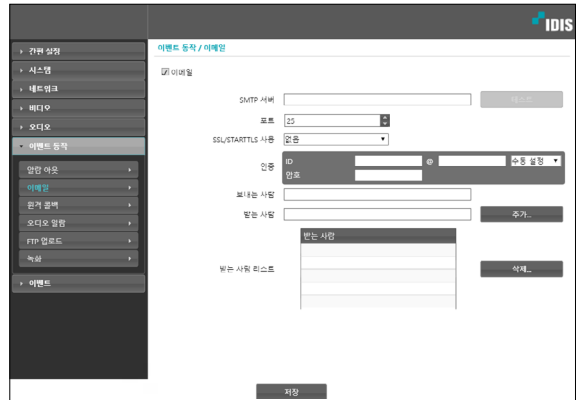 IDIS
간편 설정
시스템
네트워크
비디오
오디오
이벤트 동작
알람 아웃
이메일
원격 콜백
오디오 알람
FTP 업로드
녹화
이벤트
이벤트 동작 / 이메일
이메일
SMTP 서버
테스트
포트 25
SSL/STARTTLS 사용 없음
인증 ID @ 수동 설정
암호
보내는 사람
받는 사람 추가...
받는 사람
받는 사람 리스트 삭제...
저장